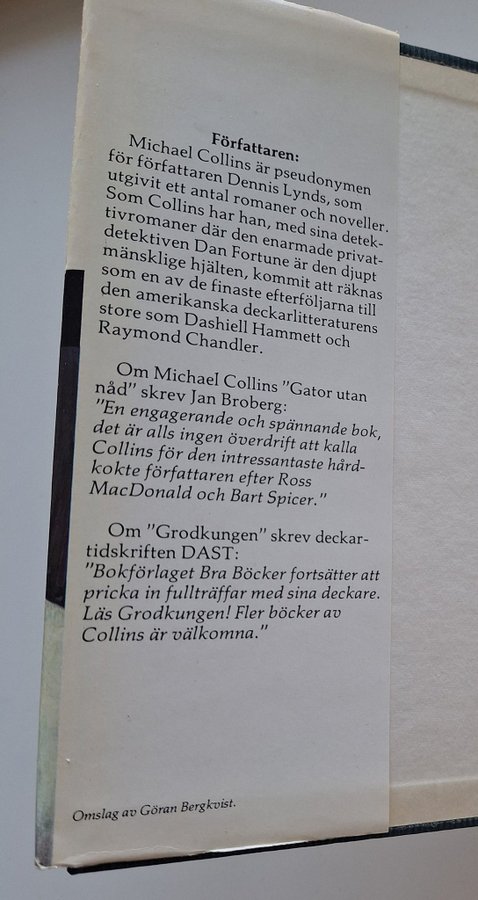 Författaren:
Michael Collins är pseudonymen
för författaren Dennis Lynds, som
utgivit ett antal romaner och noveller.
Som Collins har han, med sina detek-
tivromaner där den enarmade privat-
detektiven Dan Fortune är den djupt
mänsklige hjälten, kommit att räknas
som en av de finaste efterföljarna till
den amerikanska deckarlitteraturens
store som Dashiell Hammett och
Raymond Chandler.
Om Michael Collins "Gator utan
nåd" skrev Jan Broberg:
"En engagerande och spännande bok,
det är alls ingen överdrift att kalla
Collins för den intressantaste hård-
kokte författaren efter Ross
MacDonald och Bart Spicer."
Om "Grodkungen" skrev deckar-
tidskriften DAST:
"Bokförlaget Bra Böcker fortsätter att
pricka in fullträffar med sina deckare.
Läs Grodkungen! Fler böcker av
Collins är välkomna."
Omslag av Göran Bergkvist.